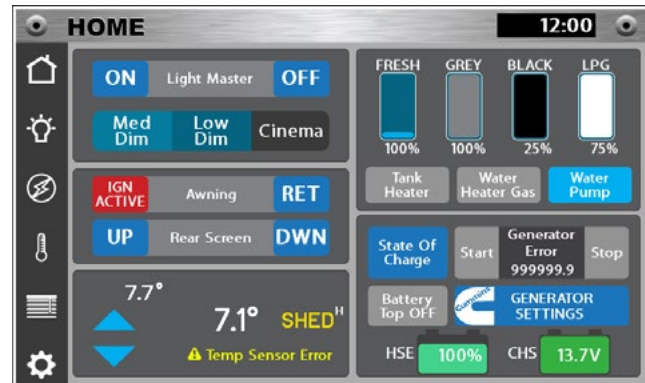 HOME
12:00
ON Light Master OFF
Med Dim Low Dim Cinema
IGN ACTIVE Awning RET
UP Rear Screen DWN
7.7°
7.1° SHED H
Temp Sensor Error
FRESH GREY BLACK LPG
100% 100% 25% 75%
Tank Heater Water Heater Gas Water Pump
State Of Charge Start Generator Error 999999.9 Stop
Battery Top OFF Cummins GENERATOR SETTINGS
HSE 100% CHS 13.7V